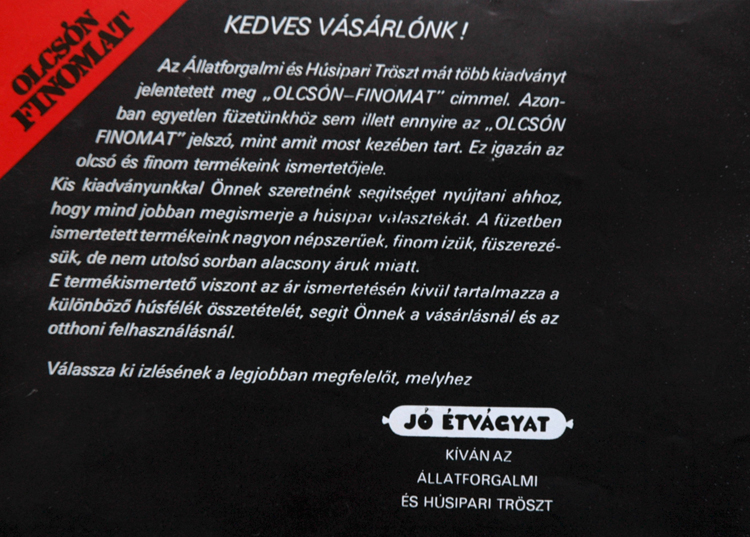 OLCSÓN
FINOMAT
KEDVES VÁSÁRLÓNK!
Az Állatforgalmi és Húsipari Tröszt mát több kiadványt
jelentetett meg „OLCSÓN–FINOMAT" cimmel. Azon-
ban egyetlen füzetünkhöz sem illett ennyire az „OLCSÓN
FINOMAT" jelszó, mint amit most kezében tart. Ez igazán az
olcsó és finom termékeink ismertetőjele.
Kis kiadványunkkal Önnek szeretnénk segitséget nyújtani ahhoz,
hogy mind jobban megismerje a húsipar választékát. A füzetben
ismertetett termékeink nagyon népszerüek, finom izük, füszerezé-
sük, de nem utolsó sorban alacsony áruk miatt.
E termékismertető viszont az ár ismertetésén kivül tartalmazza a
különböző húsfélék összetételét, segit Önnek a vásárlásnál és az
otthoni felhasználásnál.
Válassza ki izlésének a legjobban megfelelőt, melyhez
JÓ ÉTVÁGYAT
KÍVÁN AZ
ÁLLATFORGALMI
ÉS HÚSIPARI TRÖSZT